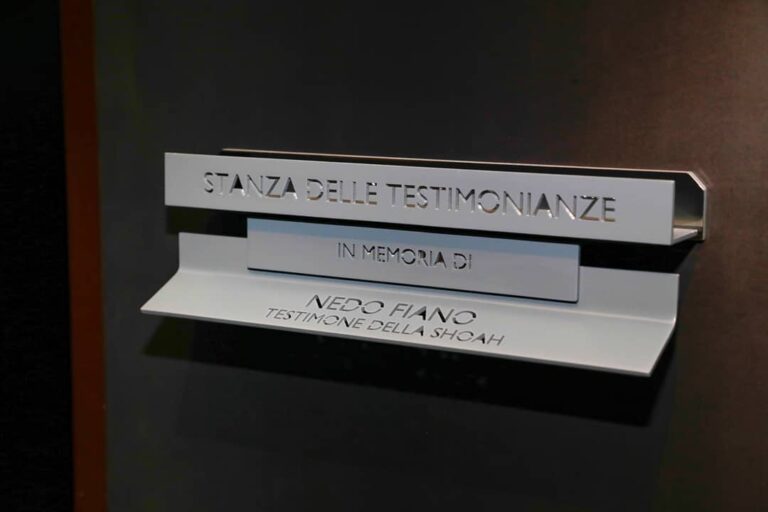 STANZA DELLE TESTIMONIANZE
IN MEMORIA DI
NEDO FIANO
TESTIMONE DELLA SHOAH